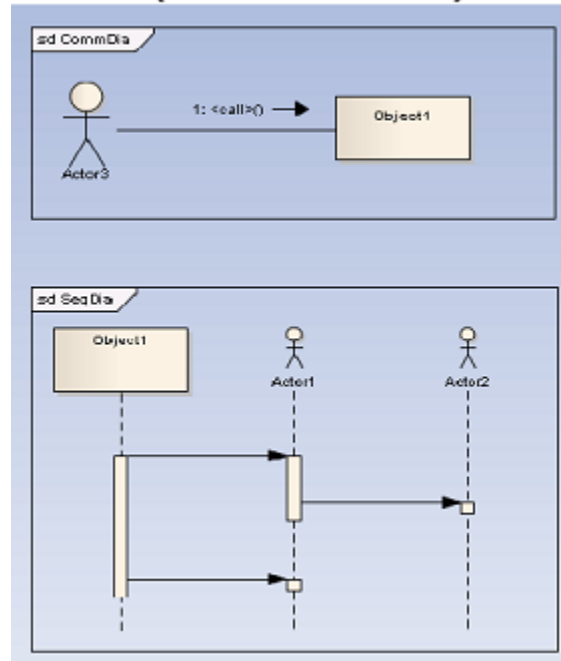 sd CommDia
1: <call>()
Object1
Actor3
sd SeqDia
Object1
Actor1
Actor2